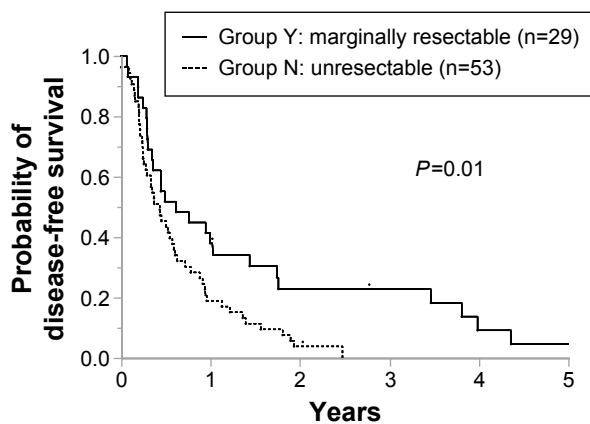 Group Y: marginally resectable (n=29)
Group N: unresectable (n=53)
1.0
0.8
0.6
0.4
0.2
0.0
Probability of
disease-free survival
P=0.01
0 1 2 3 4 5
Years